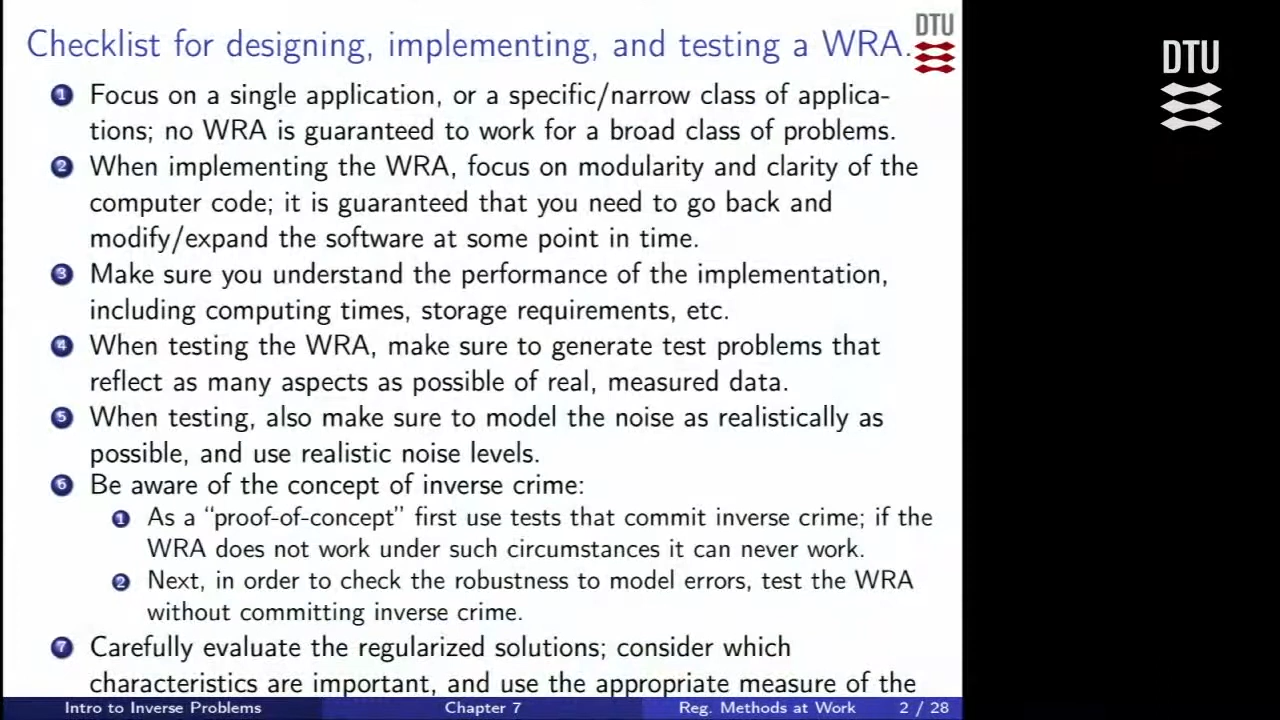 Checklist for designing, implementing, and testing a WRA.
DTU
DTU
1 Focus on a single application, or a specific/narrow class of applica-
tions; no WRA is guaranteed to work for a broad class of problems.
2 When implementing the WRA, focus on modularity and clarity of the
computer code; it is guaranteed that you need to go back and
modify/expand the software at some point in time.
3 Make sure you understand the performance of the implementation,
including computing times, storage requirements, etc.
4 When testing the WRA, make sure to generate test problems that
reflect as many aspects as possible of real, measured data.
5 When testing, also make sure to model the noise as realistically as
possible, and use realistic noise levels.
6 Be aware of the concept of inverse crime:
1 As a “proof-of-concept” first use tests that commit inverse crime; if the
WRA does not work under such circumstances it can never work.
2 Next, in order to check the robustness to model errors, test the WRA
without committing inverse crime.
7 Carefully evaluate the regularized solutions; consider which
characteristics are important, and use the appropriate measure of the
Intro to Inverse Problems Chapter 7 Reg. Methods at Work 2 / 28